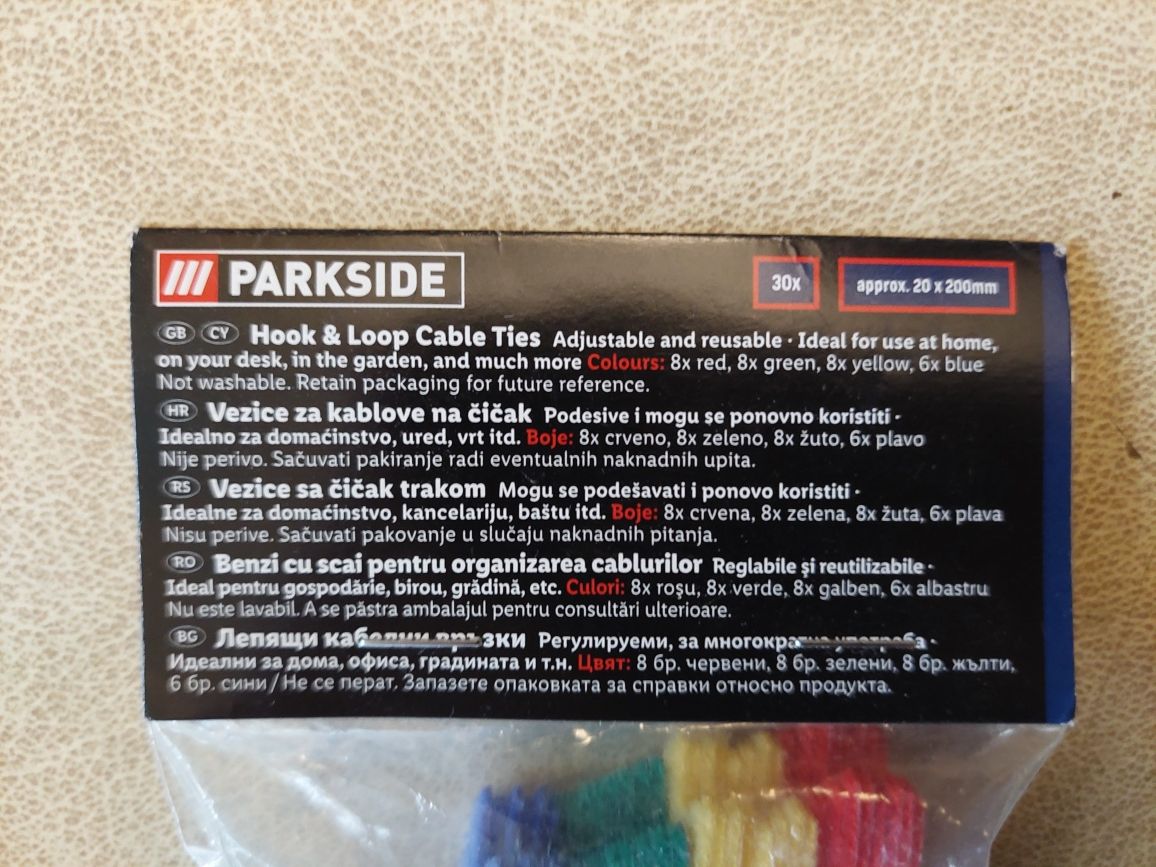 /// PARKSIDE
30x
approx. 20 x 200mm
GB CY Hook & Loop Cable Ties Adjustable and reusable · Ideal for use at home,
on your desk, in the garden, and much more Colours: 8x red, 8x green, 8x yellow, 6x blue
Not washable. Retain packaging for future reference.
HR Vezice za kablove na čičak Podesive i mogu se ponovno koristiti ·
Idealno za domaćinstvo, ured, vrt itd. Boje: 8x crveno, 8x zeleno, 8x žuto, 6x plavo
Nije perivo. Sačuvati pakiranje radi eventualnih naknadnih upita.
RS Vezice sa čičak trakom Mogu se podešavati i ponovo koristiti ·
Idealne za domaćinstvo, kancelariju, baštu itd. Boje: 8x crvena, 8x zelena, 8x žuta, 6x plava
Nisu perive. Sačuvati pakovanje u slučaju naknadnih pitanja.
RO Benzi cu scai pentru organizarea cablurilor Reglabile și reutilizabile ·
Ideal pentru gospodărie, birou, grădină, etc. Culori: 8x roșu, 8x verde, 8x galben, 6x albastru
Nu este lavabil. A se păstra ambalajul pentru consultări ulterioare.
BG Лепящи кабелни връзки Регулируеми, за многократна употреба ·
Идеални за дома, офиса, градината и т.н. Цвят: 8 бр. червени, 8 бр. зелени, 8 бр. жълти,
6 бр. сини / Не се перат. Запазете опаковката за справки относно продукта.